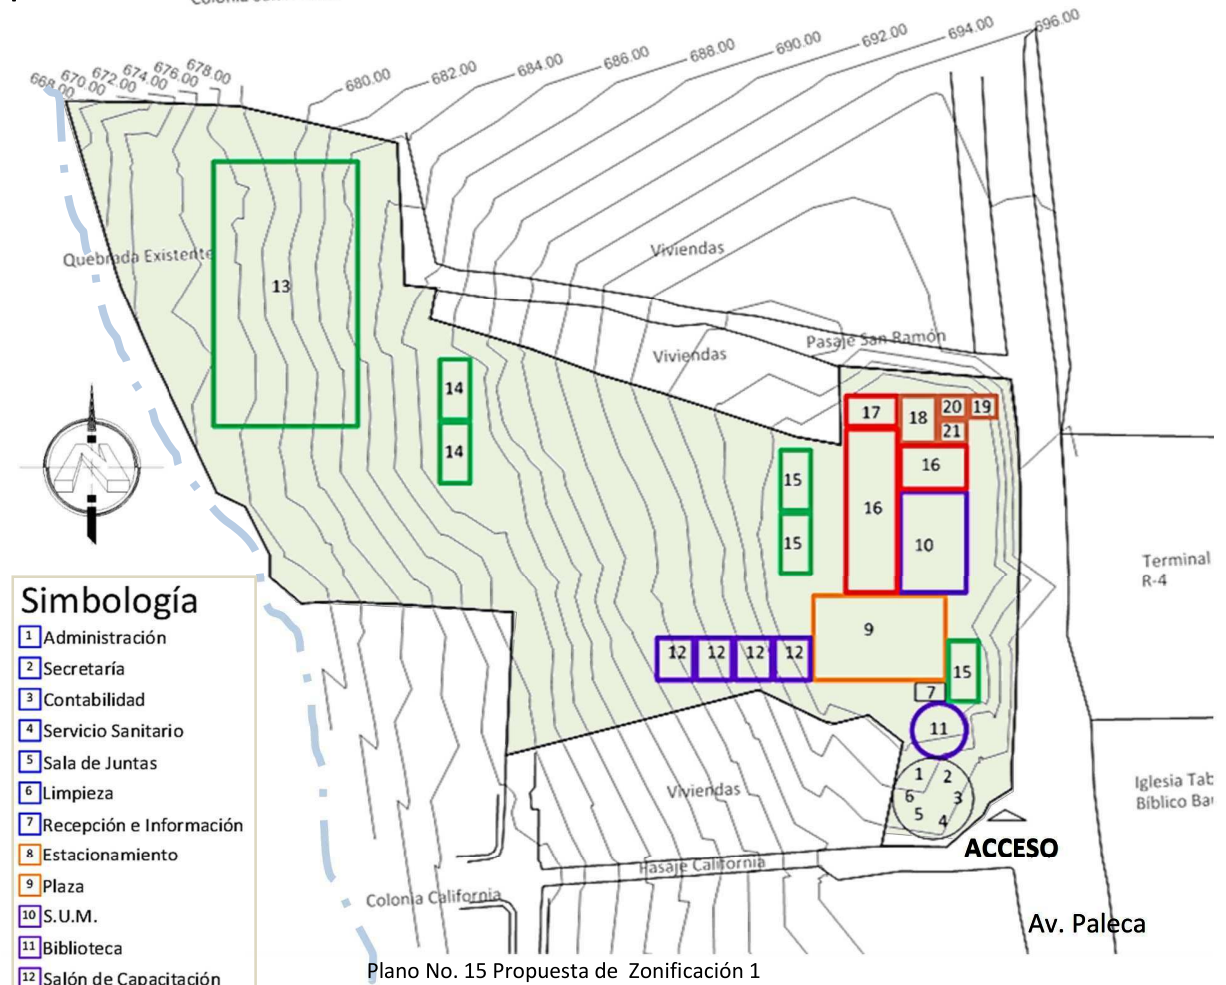 696.00
694.00
692.00
690.00
688.00
686.00
684.00
682.00
680.00
678.00
676.00
674.00
672.00
670.00
668.00
Viviendas
Quebrada Existente
13
Pasaje San Ramón
Viviendas
14
14
17
18
20
19
21
16
15
16
15
10
Terminal
R-4
9
12
12
12
12
15
7
11
1
2
6
3
5
4
Viviendas
Iglesia Tab
ACCESO
Pasaje California
Colonia California
Av. Paleca
N
Simbología
1 Administración
2 Secretaría
3 Contabilidad
4 Servicio Sanitario
5 Sala de Juntas
6 Limpieza
7 Recepción e Información
8 Estacionamiento
9 Plaza
10 S.U.M.
11 Biblioteca
12 Salón de Capacitación
Plano No. 15 Propuesta de Zonificación 1